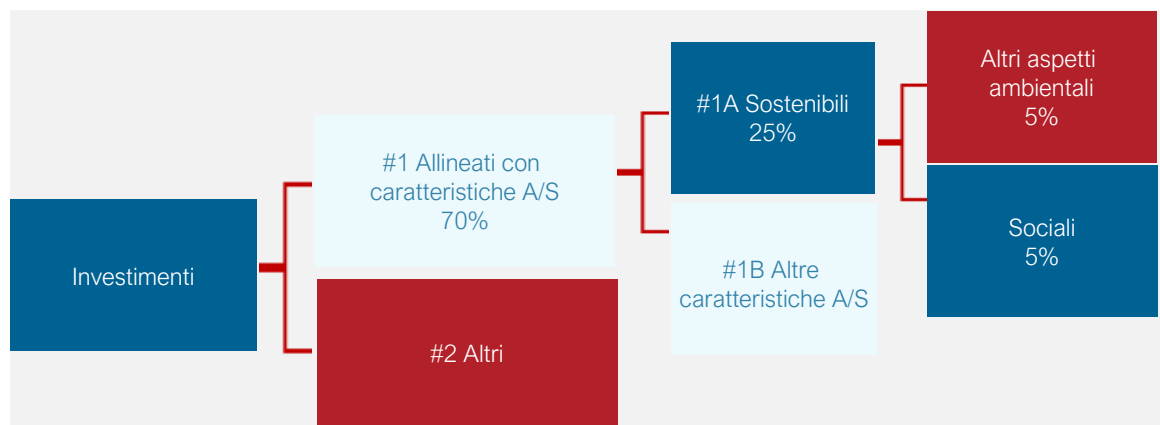 Investimenti
#1 Allineati con
caratteristiche A/S
70%
#2 Altri
#1A Sostenibili
25%
#1B Altre
caratteristiche A/S
Altri aspetti
ambientali
5%
Sociali
5%